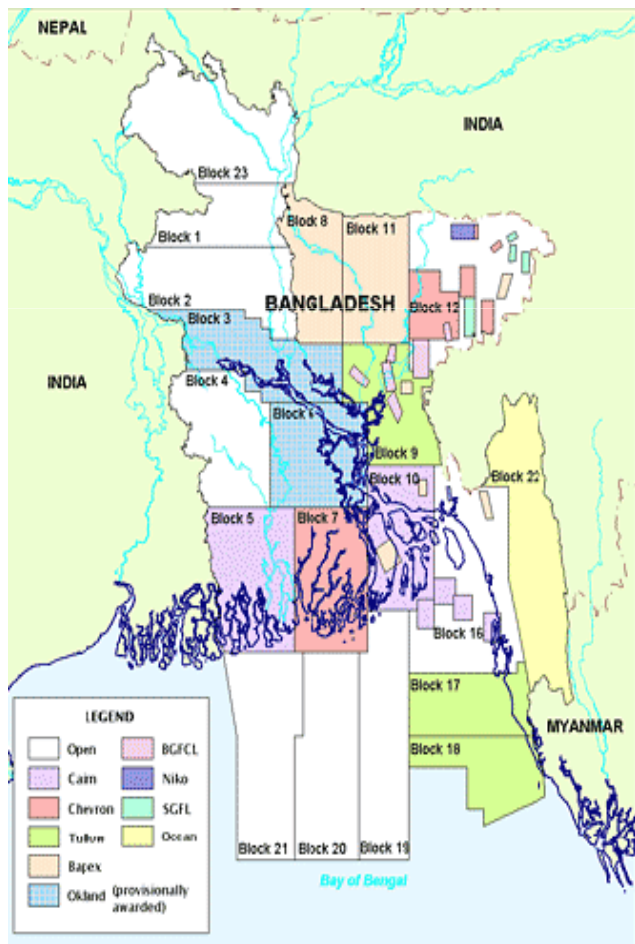 NEPAL
INDIA
Block 23
Block 8
Block 11
Block 1
BANGLADESH
Block 12
Block 2
Block 3
INDIA
Block 4
Block 9
Block 10
Block 22
Block 5
Block 7
Block 16
Block 17
MYANMAR
Block 18
LEGEND
Open
BGFCL
Cairn
Niko
Chevron
SGFL
Tullow
Ocean
Bapex
Okland (provisionally
awarded)
Block 21
Block 20
Block 19
Bay of Bengal